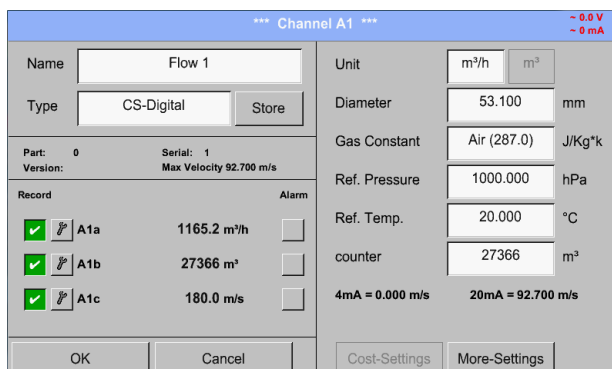 *** Channel A1 ***
~ 0.0 V
~ 0 mA
Name Flow 1
Type CS-Digital Store
Part: 0 Serial: 1
Version: Max Velocity 92.700 m/s
Record Alarm
A1a 1165.2 m³/h
A1b 27366 m³
A1c 180.0 m/s
OK Cancel
Unit m³/h m³
Diameter 53.100 mm
Gas Constant Air (287.0) J/Kg*k
Ref. Pressure 1000.000 hPa
Ref. Temp. 20.000 °C
counter 27366 m³
4mA = 0.000 m/s 20mA = 92.700 m/s
Cost-Settings More-Settings